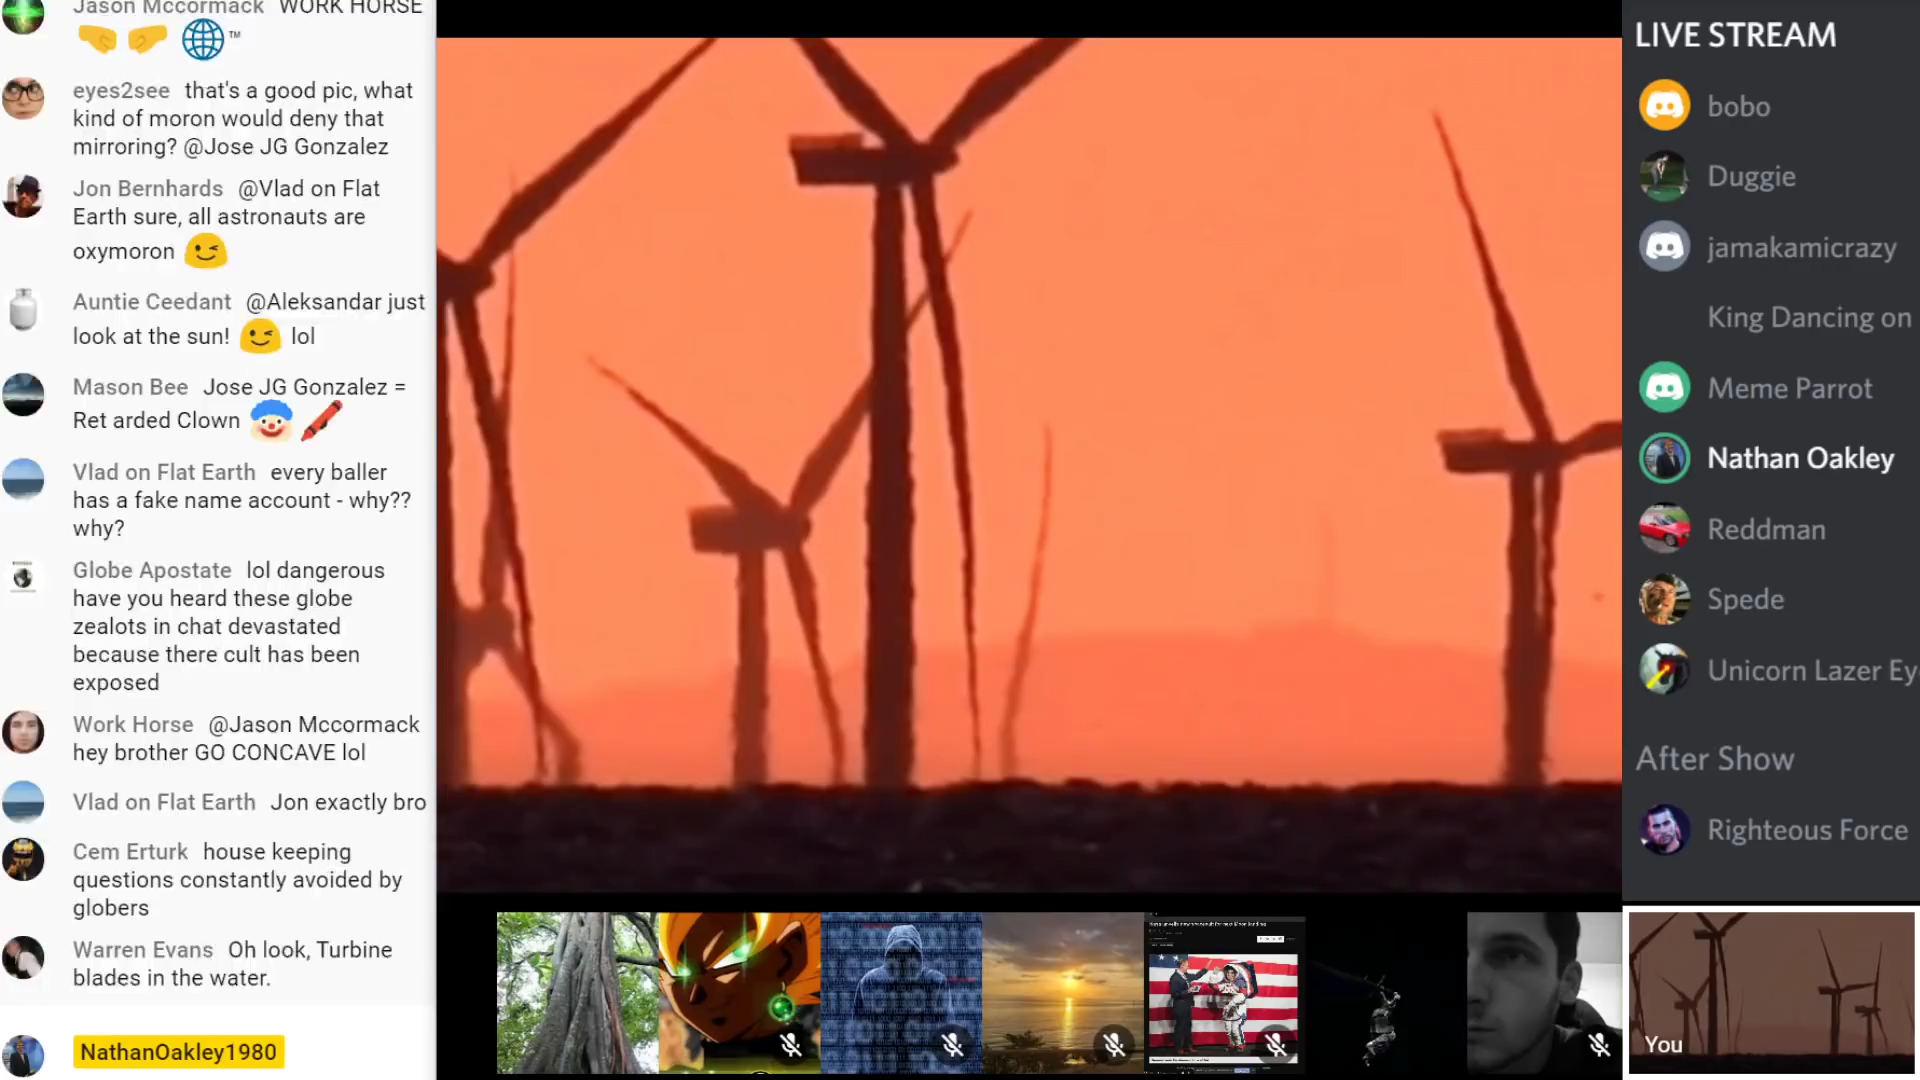 Jason Mccormack WORK HORSE
™
eyes2see that's a good pic, what
kind of moron would deny that
mirroring? @Jose JG Gonzalez
Jon Bernhards @Vlad on Flat
Earth sure, all astronauts are
oxymoron
Auntie Ceedant @Aleksandar just
look at the sun! lol
Mason Bee Jose JG Gonzalez =
Ret arded Clown
Vlad on Flat Earth every baller
has a fake name account - why??
why?
Globe Apostate lol dangerous
have you heard these globe
zealots in chat devastated
because there cult has been
exposed
Work Horse @Jason Mccormack
hey brother GO CONCAVE lol
Vlad on Flat Earth Jon exactly bro
Cem Erturk house keeping
questions constantly avoided by
globers
Warren Evans Oh look, Turbine
blades in the water.
NathanOakley1980
LIVE STREAM
bobo
Duggie
jamakamicrazy
King Dancing on
Meme Parrot
Nathan Oakley
Reddman
Spede
Unicorn Lazer Ey
After Show
Righteous Force
You